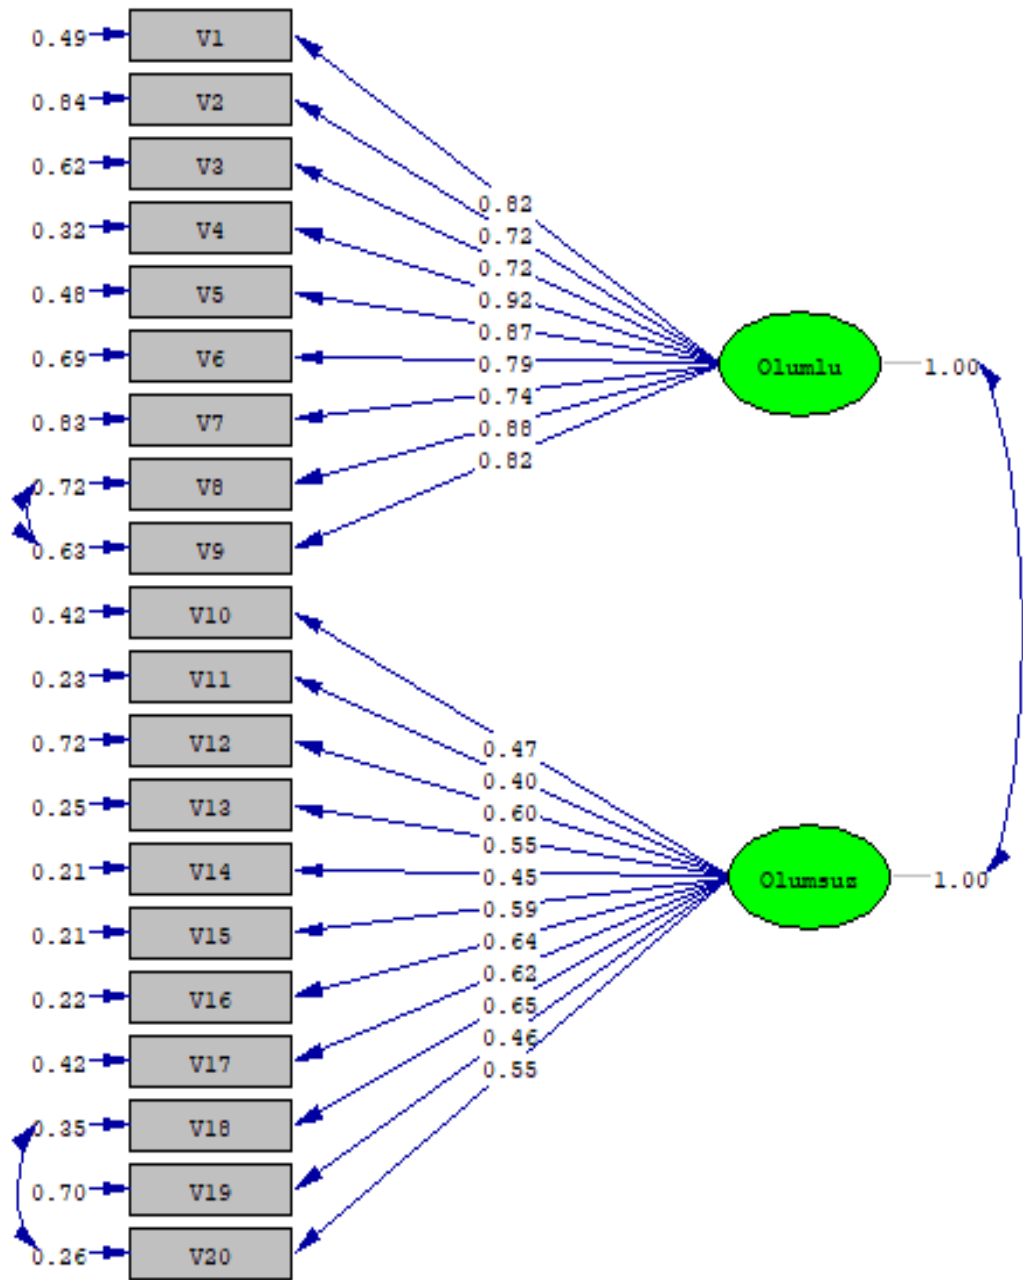 0.49 V1
0.84 V2
0.62 V3
0.32 V4
0.48 V5
0.69 V6
0.83 V7
0.72 V8
0.63 V9
0.42 V10
0.23 V11
0.72 V12
0.25 V13
0.21 V14
0.21 V15
0.22 V16
0.42 V17
0.35 V18
0.70 V19
0.26 V20
0.82
0.72
0.72
0.92
0.87
0.79
0.74
0.88
0.82
Olumlu 1.00
0.47
0.40
0.60
0.55
0.45
0.59
0.64
0.62
0.65
0.46
0.55
Olumsuz 1.00